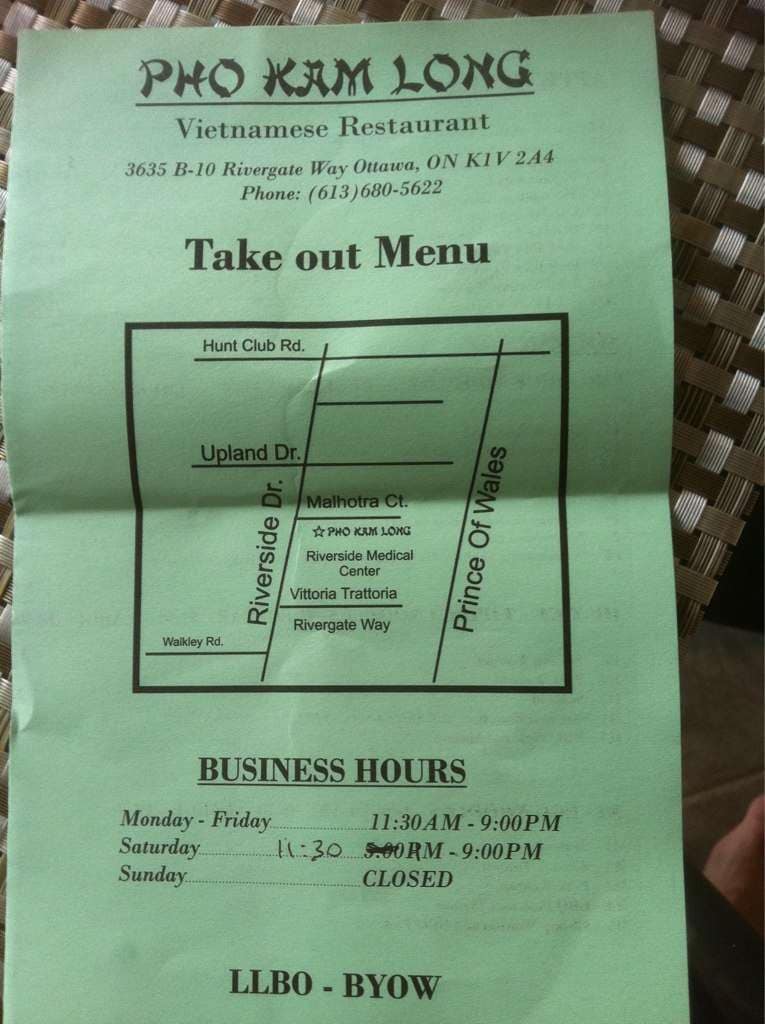 PHO KAM LONG
Vietnamese Restaurant
3635 B-10 Rivergate Way Ottawa, ON K1V 2A4
Phone: (613)680-5622
Take out Menu
Hunt Club Rd.
Upland Dr.
Riverside Dr.
Prince Of Wales
Malhotra Ct.
☆ PHO KAM LONG
Riverside Medical
Center
Vittoria Trattoria
Rivergate Way
Walkley Rd.
BUSINESS HOURS
Monday - Friday 11:30AM - 9:00PM
Saturday 11:30 AM - 9:00PM
Sunday CLOSED
LLBO - BYOW